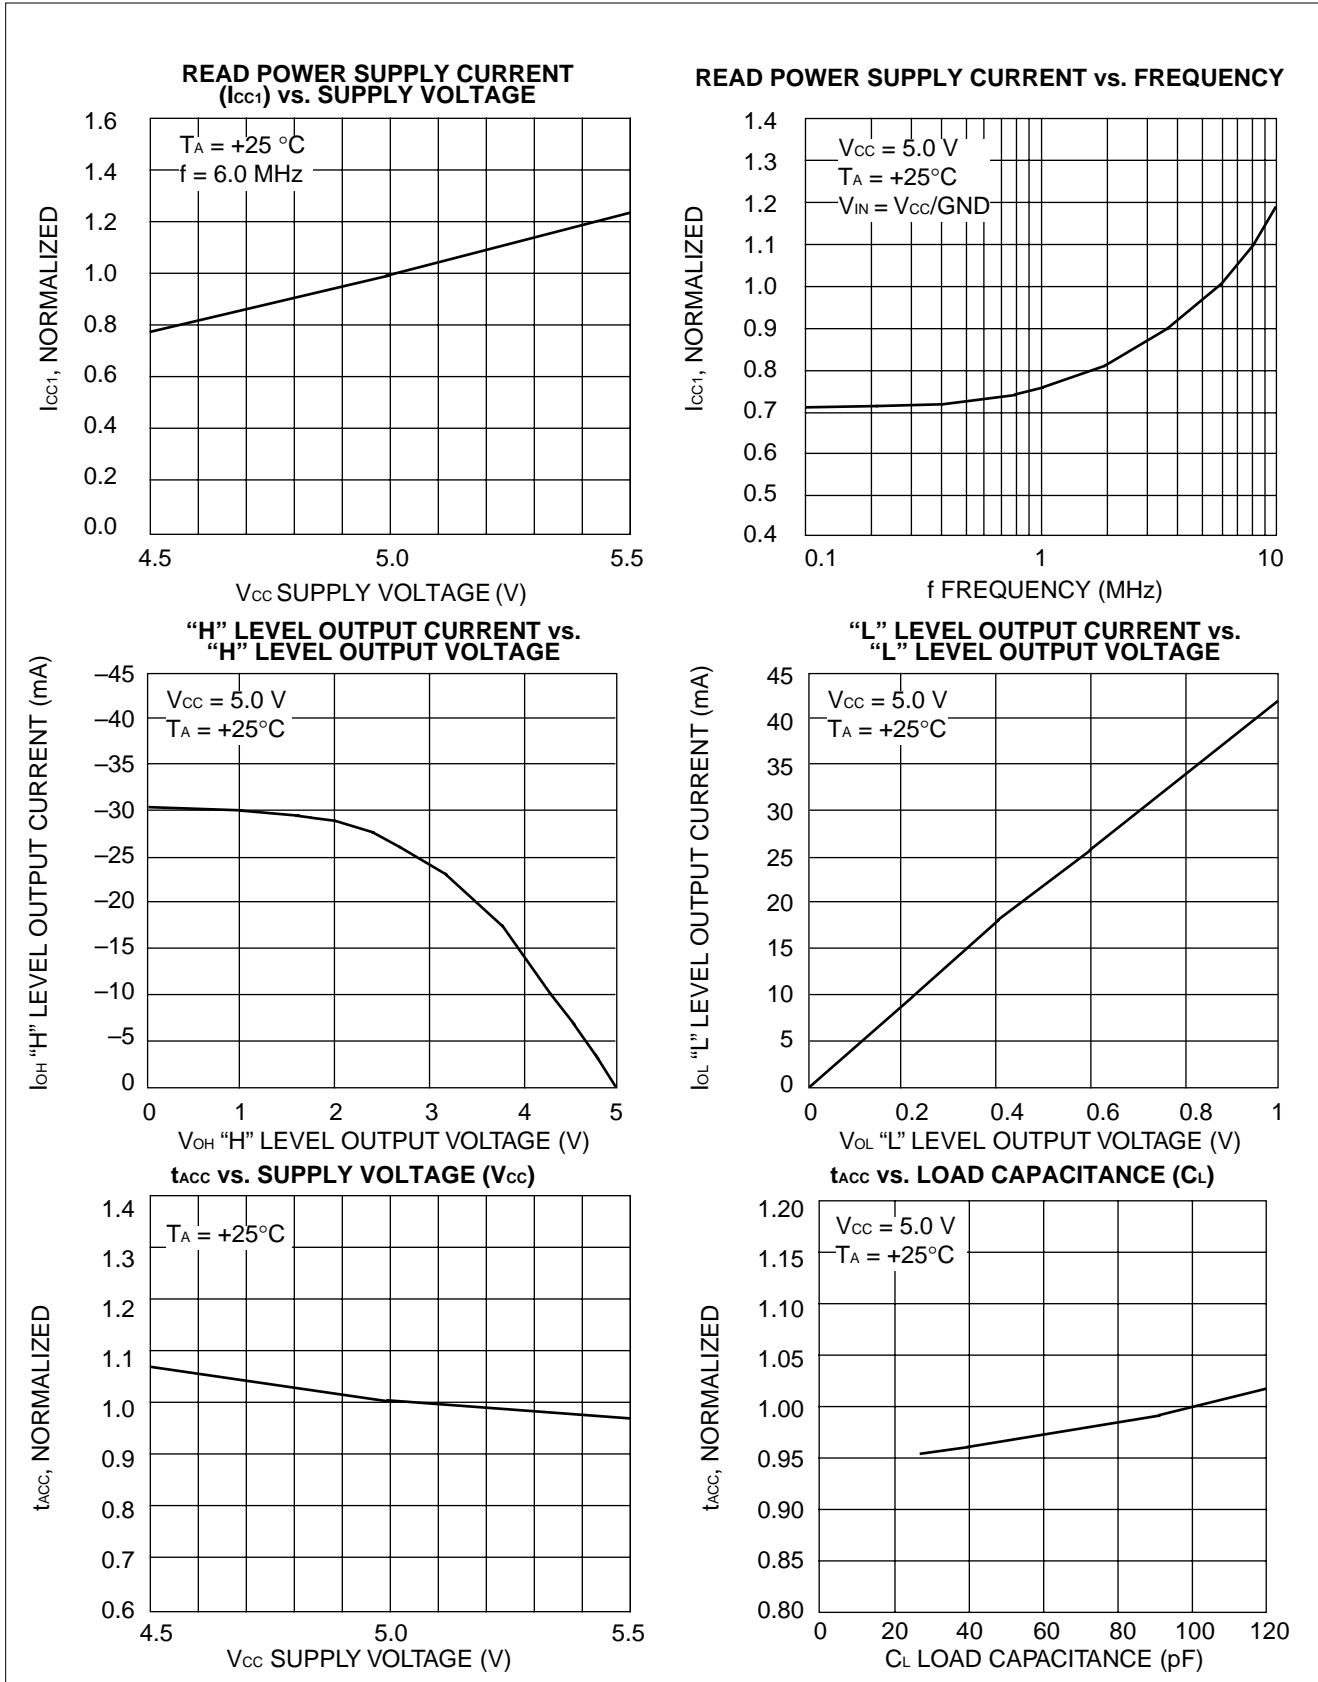 READ POWER SUPPLY CURRENT
(ICC1) vs. SUPPLY VOLTAGE
ICC1, NORMALIZED
1.6
1.4
1.2
1.0
0.8
0.6
0.4
0.2
0.0
TA = +25 °C
f = 6.0 MHz
4.5 5.0 5.5
VCC SUPPLY VOLTAGE (V)
READ POWER SUPPLY CURRENT vs. FREQUENCY
ICC1, NORMALIZED
1.4
1.3
1.2
1.1
1.0
0.9
0.8
0.7
0.6
0.5
0.4
VCC = 5.0 V
TA = +25°C
VIN = VCC/GND
0.1 1 10
f FREQUENCY (MHz)
“H” LEVEL OUTPUT CURRENT vs.
“H” LEVEL OUTPUT VOLTAGE
IOH “H” LEVEL OUTPUT CURRENT (mA)
–45
–40
–35
–30
–25
–20
–15
–10
–5
0
VCC = 5.0 V
TA = +25°C
0 1 2 3 4 5
VOH “H” LEVEL OUTPUT VOLTAGE (V)
“L” LEVEL OUTPUT CURRENT vs.
“L” LEVEL OUTPUT VOLTAGE
IOL “L” LEVEL OUTPUT CURRENT (mA)
45
40
35
30
25
20
15
10
5
0
VCC = 5.0 V
TA = +25°C
0 0.2 0.4 0.6 0.8 1
VOL “L” LEVEL OUTPUT VOLTAGE (V)
tACC vs. SUPPLY VOLTAGE (VCC)
tACC, NORMALIZED
1.4
1.3
1.2
1.1
1.0
0.9
0.8
0.7
0.6
TA = +25°C
4.5 5.0 5.5
VCC SUPPLY VOLTAGE (V)
tACC vs. LOAD CAPACITANCE (CL)
tACC, NORMALIZED
1.20
1.15
1.10
1.05
1.00
0.95
0.90
0.85
0.80
VCC = 5.0 V
TA = +25°C
0 20 40 60 80 100 120
CL LOAD CAPACITANCE (pF)